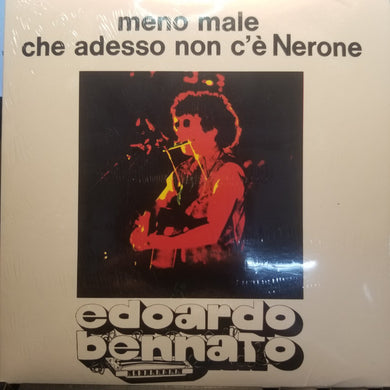 meno male
che adesso non c'è Nerone
edoardo
bennato